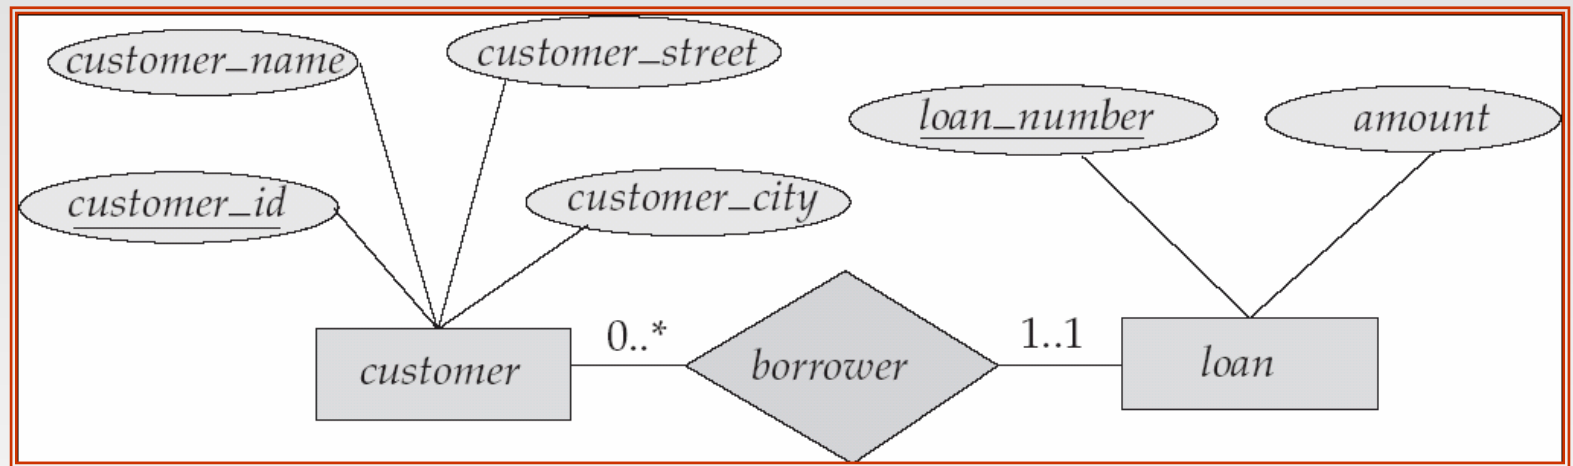 customer_name
customer_street
loan_number
amount
customer_id
customer_city
0..*
1..1
customer
borrower
loan